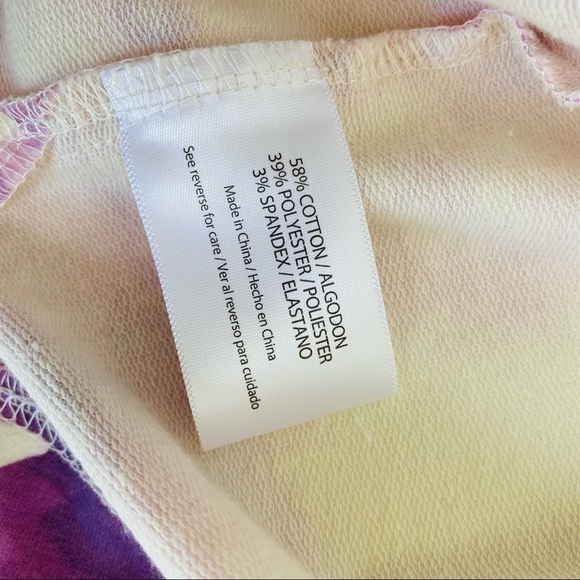 58% COTTON / ALGODON
39% POLYESTER / POLIESTER
3% SPANDEX / ELASTANO
Made in China / Hecho en China
See reverse for care / Ver al reverso para cuidado